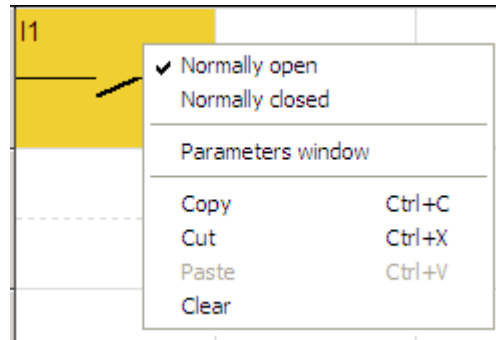 I1
Normally open
Normally closed
Parameters window
Copy Ctrl+C
Cut Ctrl+X
Paste Ctrl+V
Clear